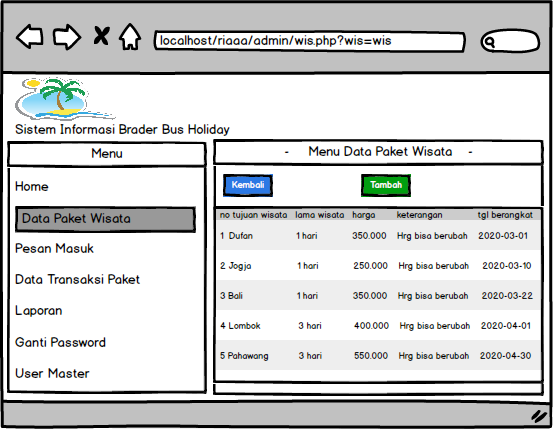 localhost/riaaa/admin/wis.php?wis=wis
Sistem Informasi Brader Bus Holiday
Menu
Home
Data Paket Wisata
Pesan Masuk
Data Transaksi Paket
Laporan
Ganti Password
User Master
- Menu Data Paket Wisata -
Kembali Tambah
no tujuan wisata lama wisata harga keterangan tgl berangkat
1 Dufan 1 hari 350.000 Hrg bisa berubah 2020-03-01
2 Jogja 1 hari 250.000 Hrg bisa berubah 2020-03-10
3 Bali 1 hari 350.000 Hrg bisa berubah 2020-03-22
4 Lombok 3 hari 400.000 Hrg bisa berubah 2020-04-01
5 Pahawang 3 hari 550.000 Hrg bisa berubah 2020-04-30